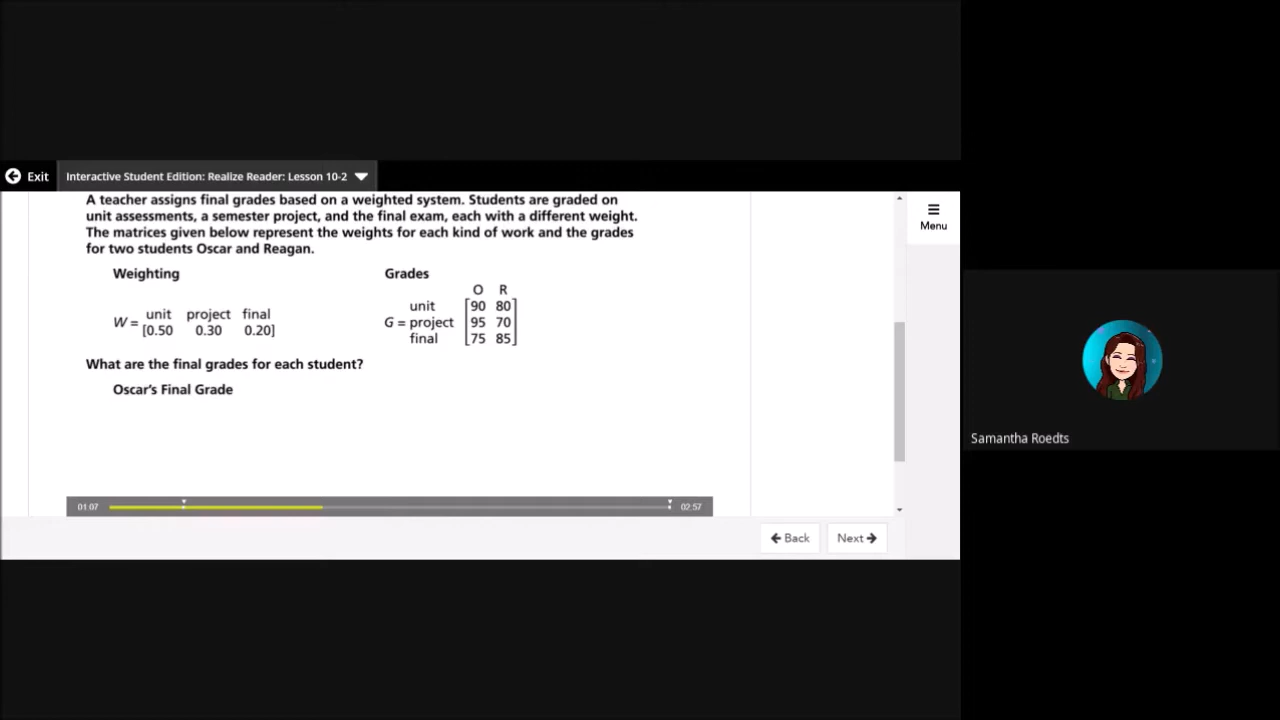 Exit
Interactive Student Edition: Realize Reader: Lesson 10-2
Menu
A teacher assigns final grades based on a weighted system. Students are graded on
unit assessments, a semester project, and the final exam, each with a different weight.
The matrices given below represent the weights for each kind of work and the grades
for two students Oscar and Reagan.
Weighting
unit project final
W = [0.50 0.30 0.20]
Grades
O R
unit [90 80]
G = project 95 70
final [75 85]
What are the final grades for each student?
Oscar's Final Grade
01:07
02:57
Back
Next
Samantha Roedts